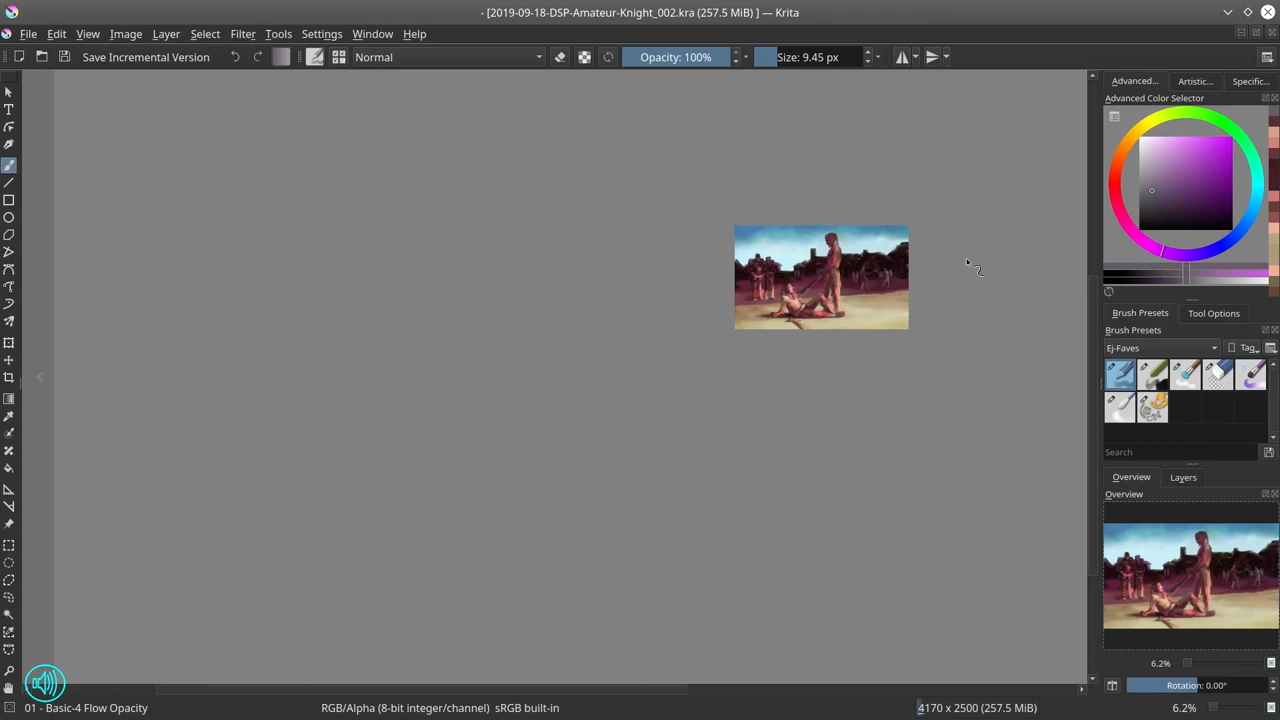 - [2019-09-18-DSP-Amateur-Knight_002.kra (257.5 MiB) ] — Krita
File Edit View Image Layer Select Filter Tools Settings Window Help
Save Incremental Version Normal Opacity: 100% Size: 9.45 px
Advanced... Artistic... Specific...
Advanced Color Selector
Brush Presets Tool Options
Brush Presets
Ej-Faves Tag
Search
Overview Layers
Overview
6.2%
Rotation: 0.00°
01 - Basic-4 Flow Opacity RGB/Alpha (8-bit integer/channel) sRGB built-in 4170 x 2500 (257.5 MiB) 6.2%